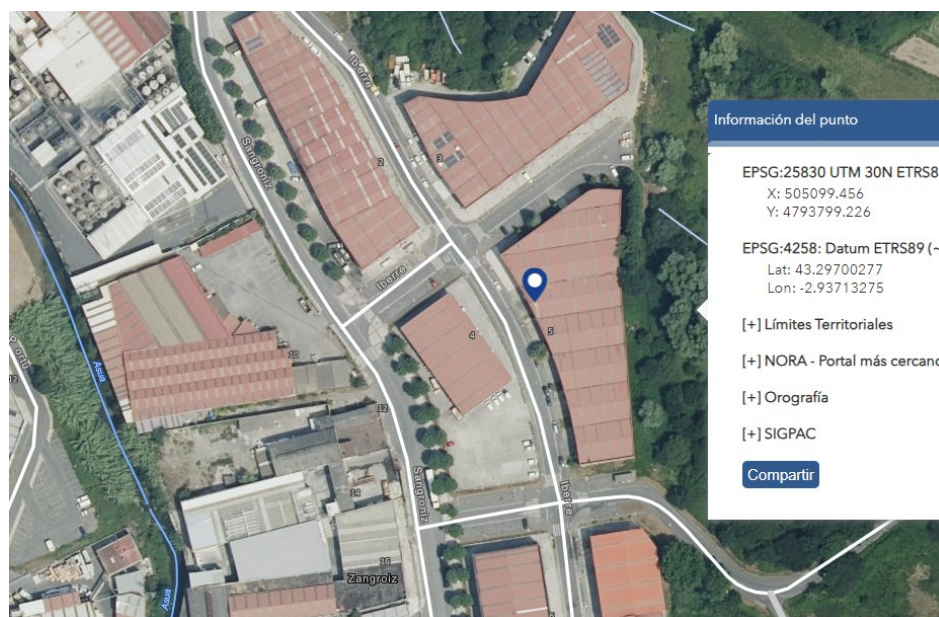 Iberre
Sangroniz
2
3
Información del punto
EPSG:25830 UTM 30N ETRS8
X: 505099.456
Y: 4793799.226
EPSG:4258: Datum ETRS89 (~
Lat: 43.29700277
Lon: -2.93713275
[+] Límites Territoriales
[+] NORA - Portal más cercano
[+] Orografía
[+] SIGPAC
Compartir
Iberre
4
5
10
12
Asua
12
Sangroniz
Iberre
14
16
Zangroiz
Asua